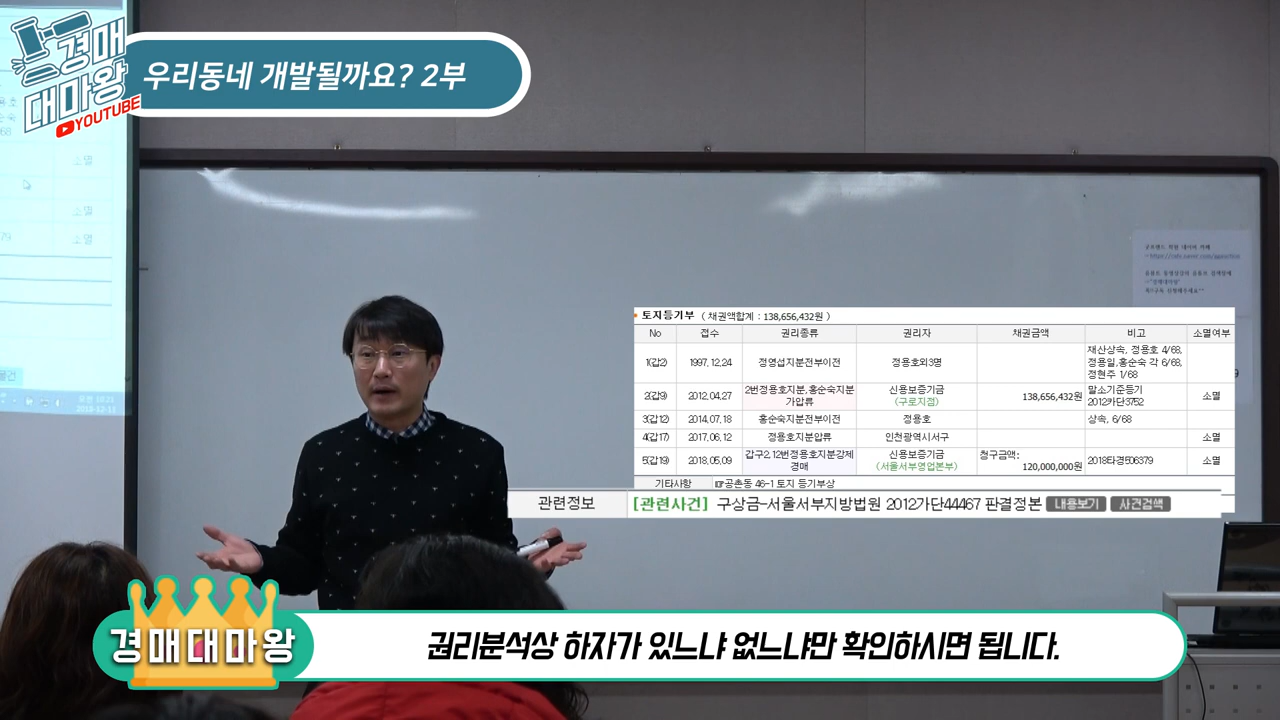 경매
대마왕
YOUTUBE
우리동네 개발될까요? 2부
소멸
소멸
79 소멸
토지등기부 ( 채권액합계 : 138,656,432원 )
No 접수 권리종류 권리자 채권금액 비고 소멸여부
1(갑2) 1997.12.24 정영섭지분전부이전 정용호외3명 재산상속, 정용호 4/68, 정용일,홍순숙 각 6/68, 정현주 1/68
2(갑9) 2012.04.27 2번정용호지분,홍순숙지분가압류 신용보증기금 (구로지점) 138,656,432원 말소기준등기 2012카단3752 소멸
3(갑12) 2014.07.18 홍순숙지분전부이전 정용호 상속, 6/68
4(갑17) 2017.06.12 정용호지분압류 인천광역시서구 소멸
5(갑19) 2018.05.09 갑구2,12번정용호지분강제경매 신용보증기금 (서울서부영업본부) 청구금액: 120,000,000원 2018타경506379 소멸
기타사항 ☞공촌동 46-1 토지 등기부상
관련정보 [관련사건] 구상금-서울서부지방법원 2012가단44467 판결정본 내용보기 사건검색
경매대마왕
권리분석상 하자가 있느냐 없느냐만 확인하시면 됩니다.